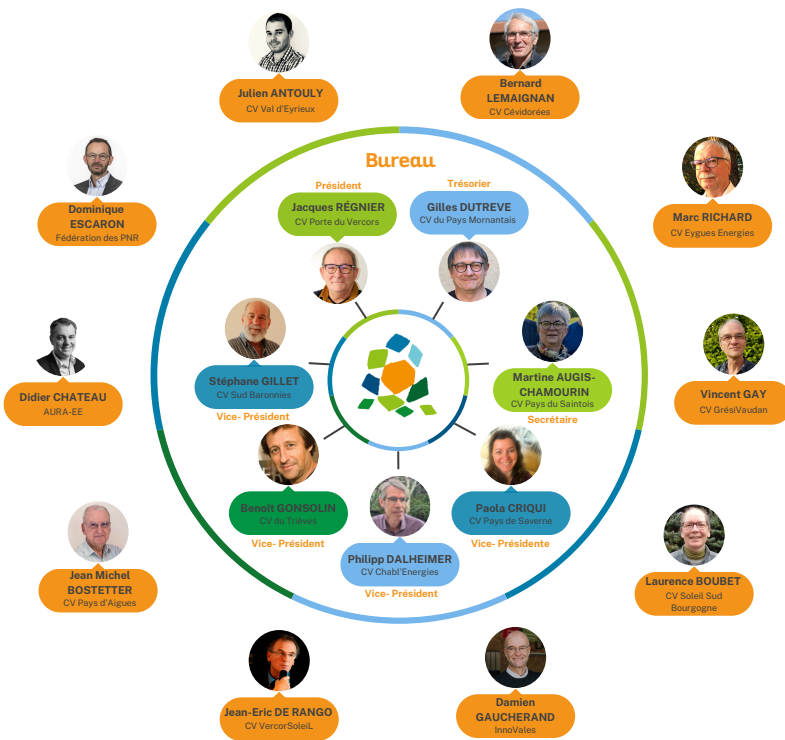 Julien ANTOULY
CV Val d'Eyrieux
Bernard
LEMAIGNAN
CV Cévidorées
Dominique
ESCARON
Fédération des PNR
Marc RICHARD
CV Eygues Energies
Bureau
Président
Jacques RÉGNIER
CV Porte du Vercors
Trésorier
Gilles DUTREVE
CV du Pays Mornantais
Stéphane GILLET
CV Sud Baronnies
Vice- Président
Martine AUGIS-
CHAMOURIN
CV Pays du Saintois
Secrétaire
Didier CHATEAU
AURA-EE
Vincent GAY
CV GrésiVaudan
Benoit GONSOLIN
CV du Trièves
Vice- Président
Paola CRIQUI
CV Pays de Saverne
Vice- Présidente
Philipp DALHEIMER
CV Chabl'Energies
Vice- Président
Jean Michel
BOSTETTER
CV Pays d'Aigues
Laurence BOUBET
CV Soleil Sud
Bourgogne
Jean-Eric DE RANGO
CV VercorSoleiL
Damien
GAUCHERAND
InnoVales